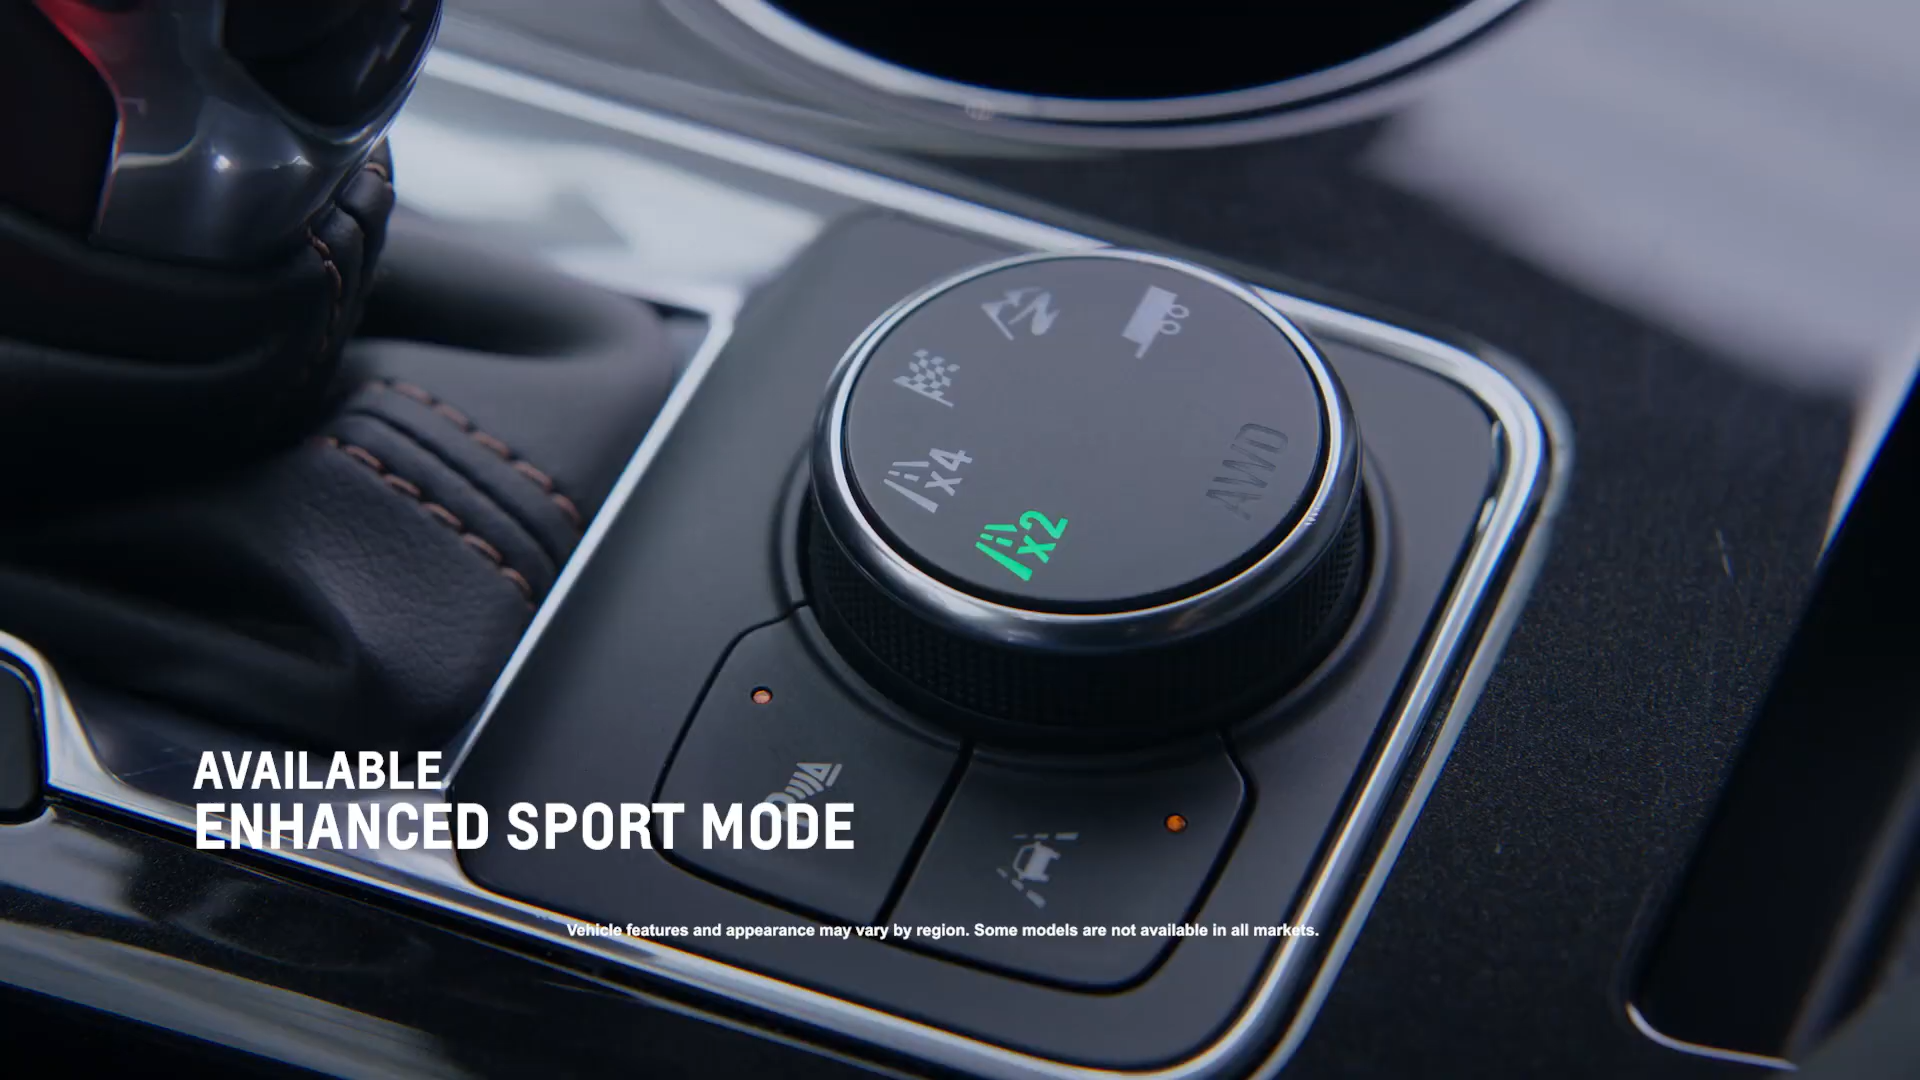 x4
AWD
x2
AVAILABLE
ENHANCED SPORT MODE
Vehicle features and appearance may vary by region. Some models are not available in all markets.